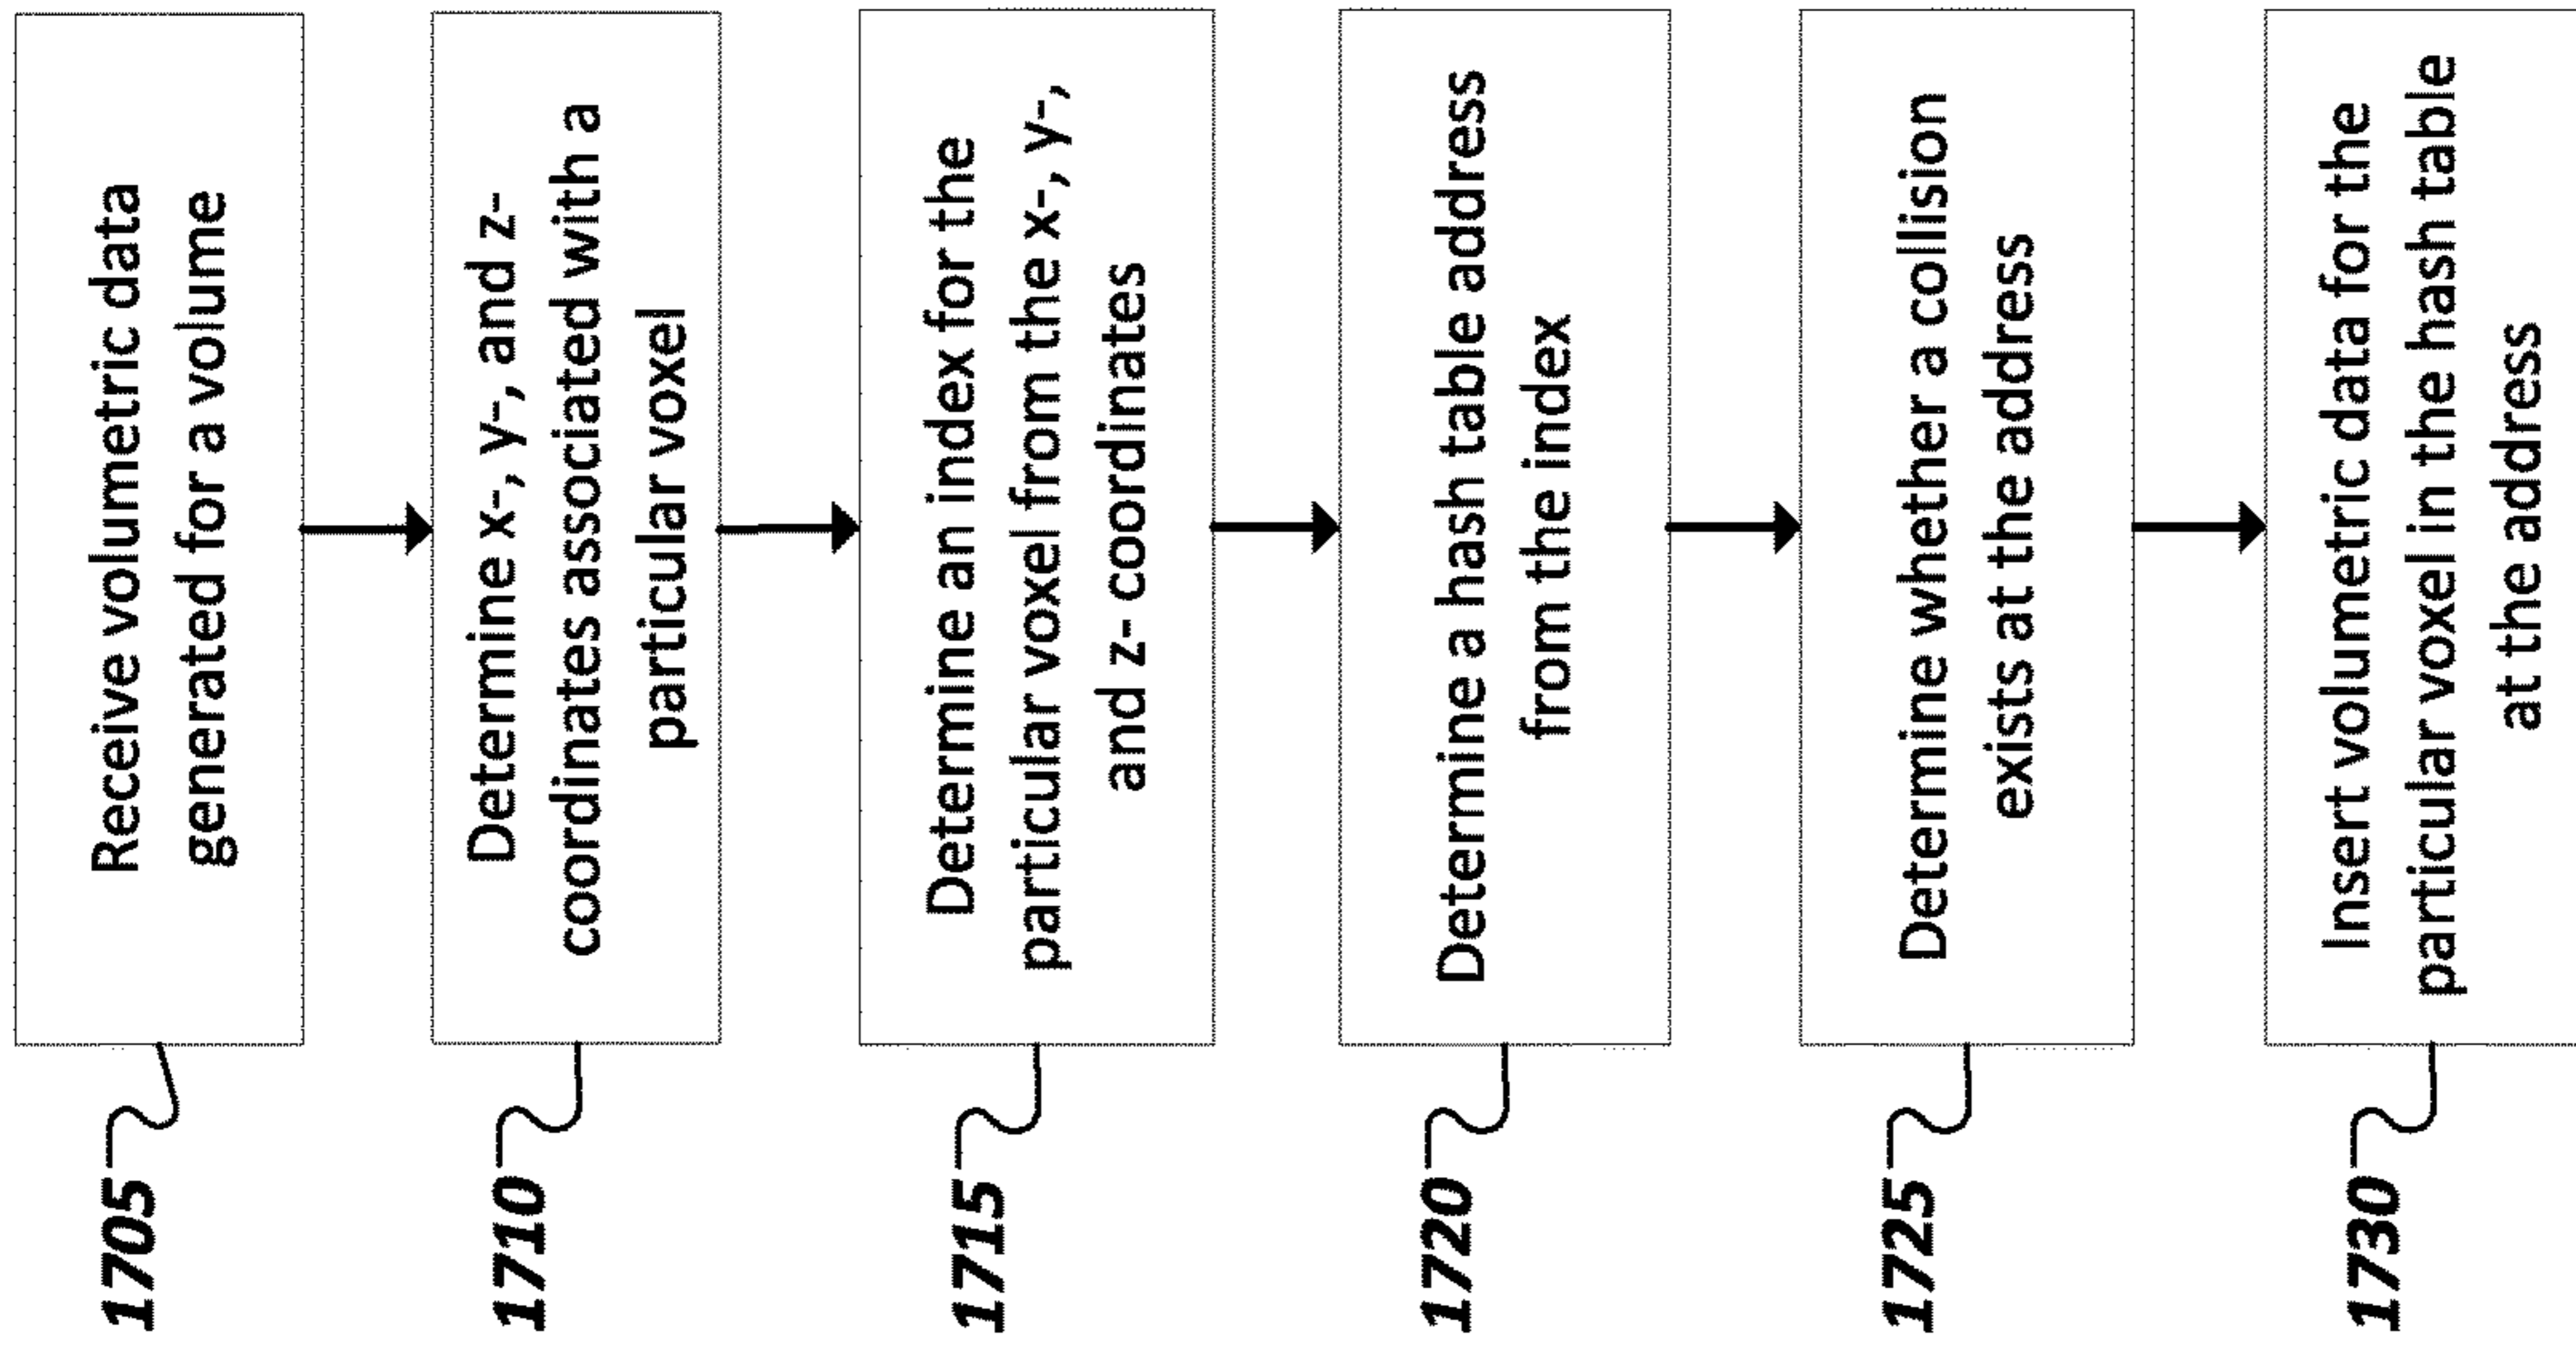 1705
Receive volumetric data
generated for a volume
1710
Determine x-, y-, and z-
coordinates associated with a
particular voxel
1715
Determine an index for the
particular voxel from the x-, y-,
and z- coordinates
1720
Determine a hash table address
from the index
1725
Determine whether a collision
exists at the address
1730
Insert volumetric data for the
particular voxel in the hash table
at the address